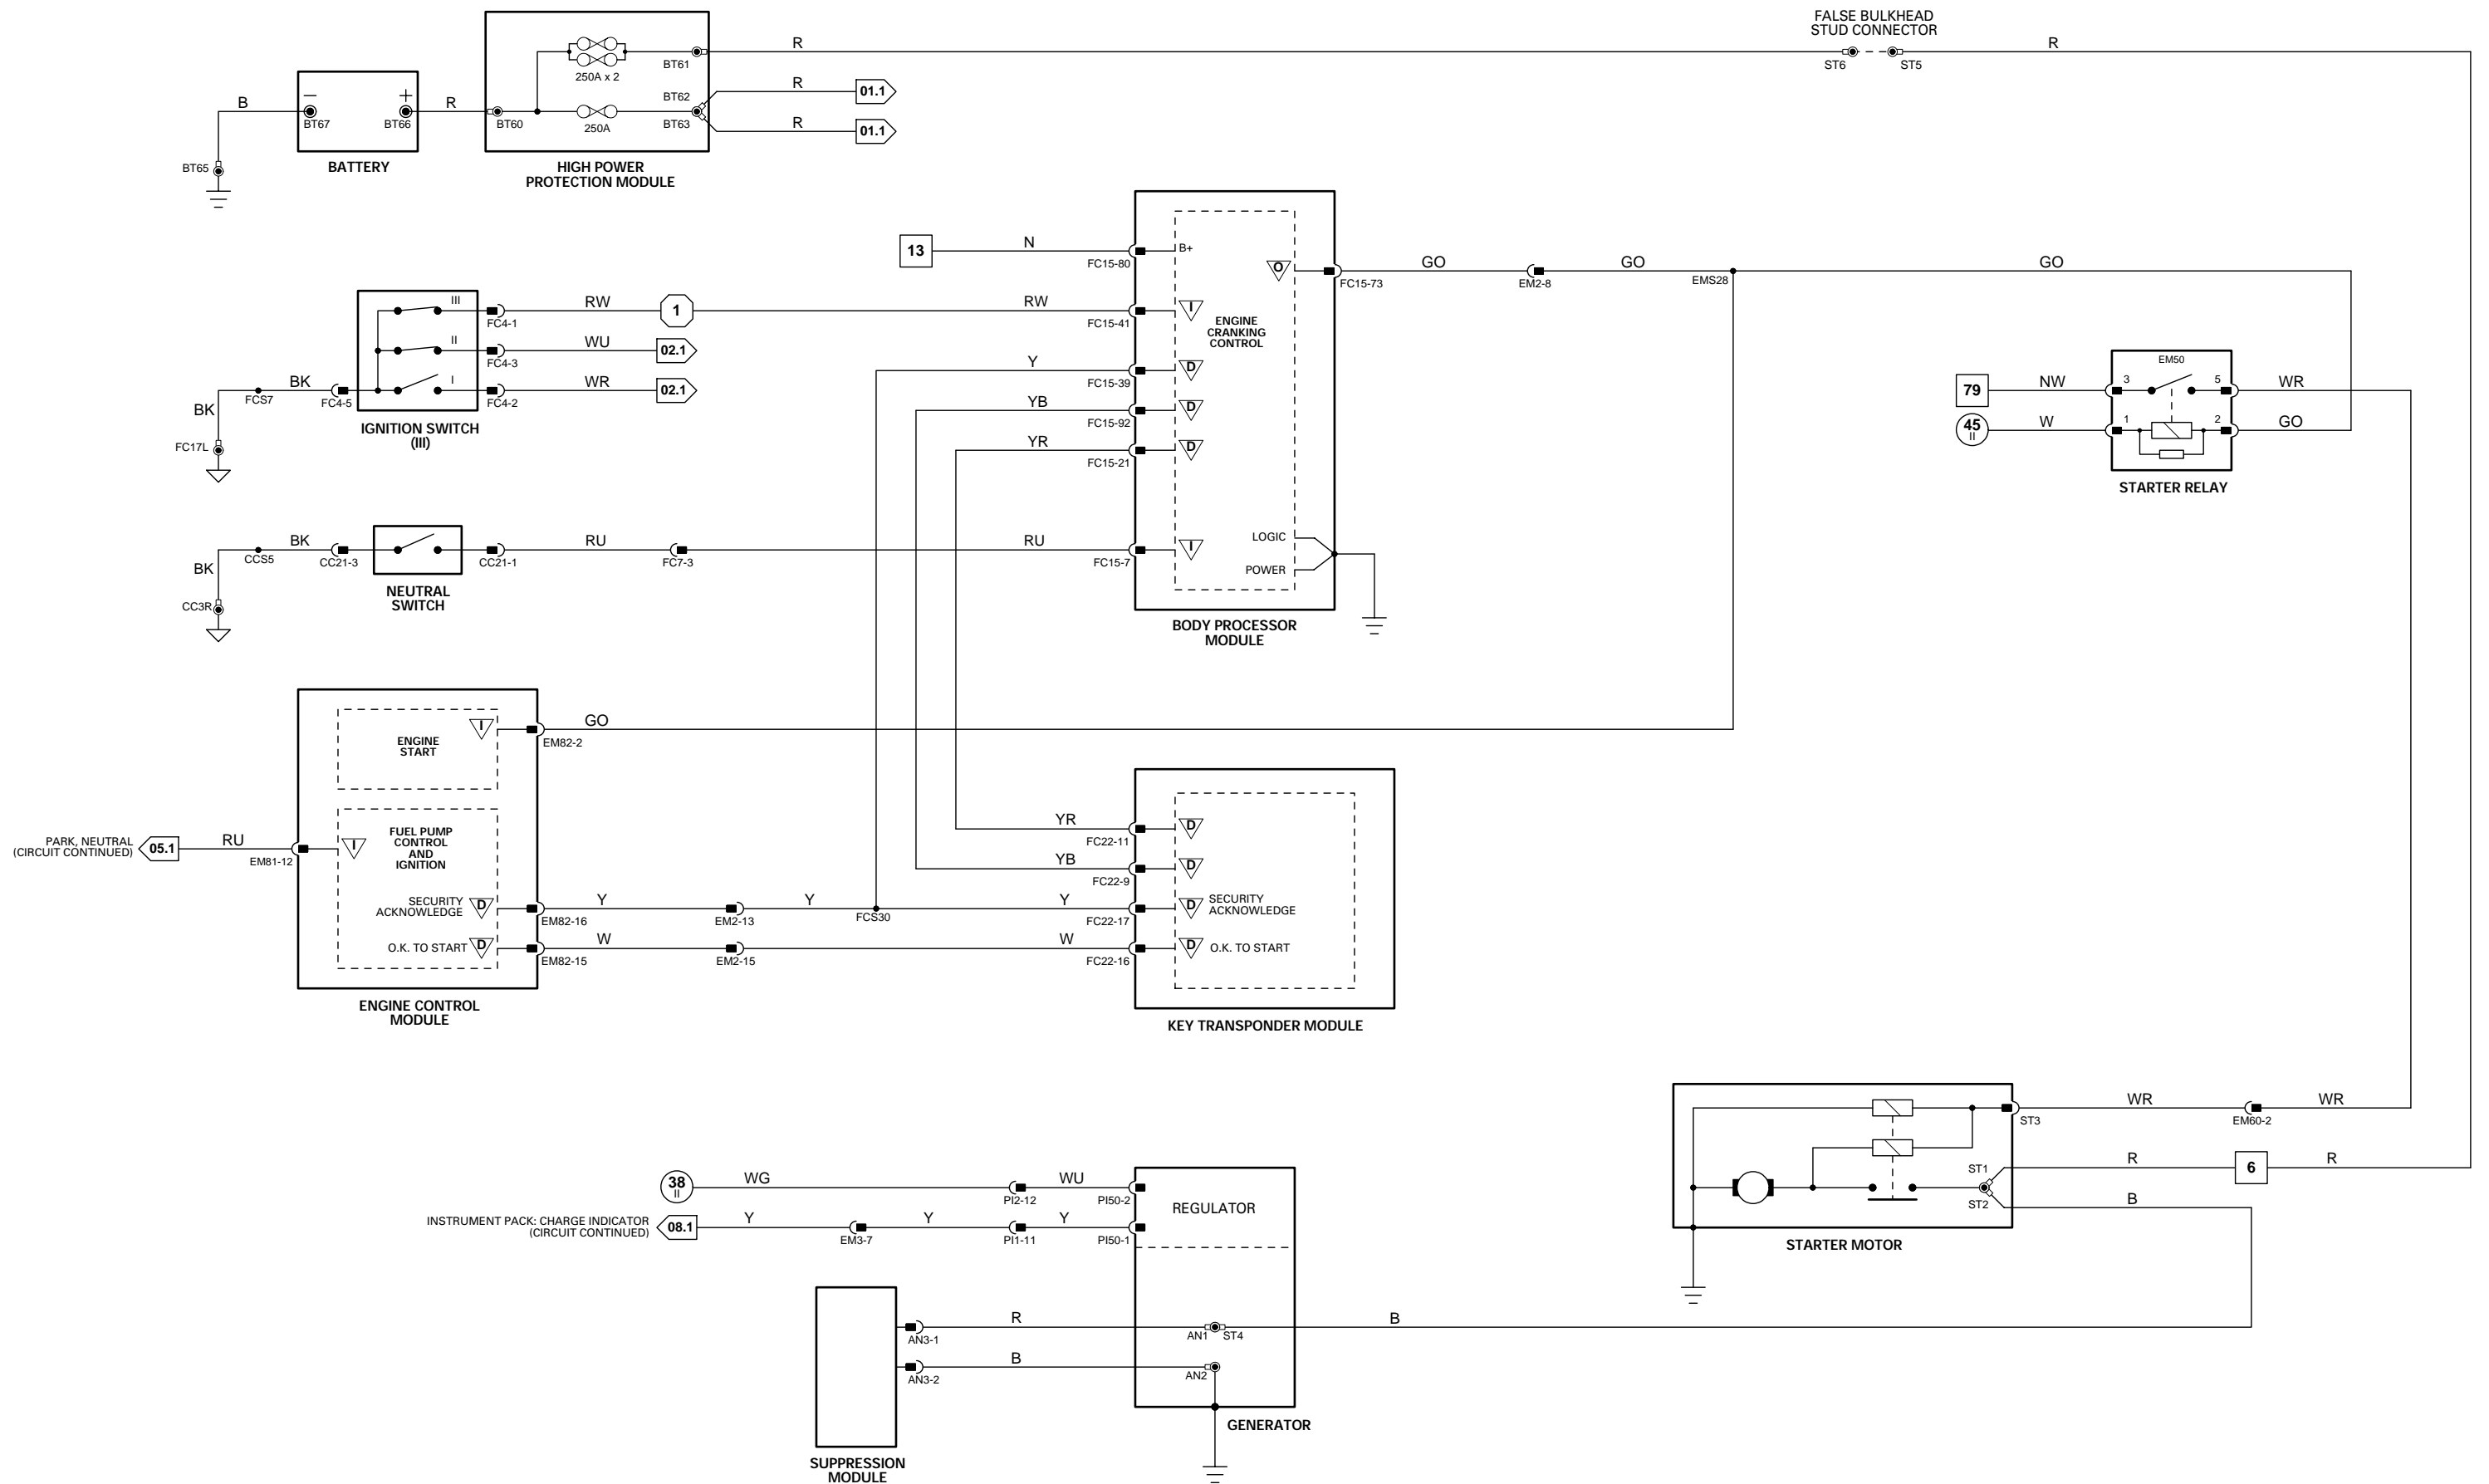 FALSE BULKHEAD
STUD CONNECTOR
R
R
BT61
ST6
ST5
250A x 2
B
−
+
R
R
01.1
BT62
BT67
BT66
BT60
250A
BT63
R
01.1
BATTERY
HIGH POWER
PROTECTION MODULE
BT65
13
N
B+
FC15-80
O
GO
GO
GO
FC15-73
EM2-8
EMS28
III
RW
1
RW
I
FC4-1
FC15-41
ENGINE
CRANKING
CONTROL
II
WU
02.1
FC4-3
Y
D
FC15-39
I
BK
WR
02.1
FCS7
FC4-5
FC4-2
BK
YB
D
FC15-92
IGNITION SWITCH
(III)
FC17L
YR
D
FC15-21
EM50
79
NW
3
5
WR
45
II
W
1
2
GO
STARTER RELAY
BK
RU
RU
I
LOGIC
CCS5
CC21-3
CC21-1
FC7-3
FC15-7
BK
POWER
NEUTRAL
SWITCH
CC3R
BODY PROCESSOR
MODULE
I
GO
ENGINE
START
EM82-2
PARK, NEUTRAL
(CIRCUIT CONTINUED)
05.1
RU
EM81-12
I
FUEL PUMP
CONTROL
AND
IGNITION
YR
D
FC22-11
YB
D
FC22-9
SECURITY
ACKNOWLEDGE
D
Y
Y
Y
D
SECURITY
ACKNOWLEDGE
EM82-16
EM2-13
FCS30
FC22-17
O.K. TO START
D
W
W
D
O.K. TO START
EM82-15
EM2-15
FC22-16
ENGINE CONTROL
MODULE
KEY TRANSPONDER MODULE
WR
WR
ST3
EM60-2
ST1
R
6
R
ST2
B
STARTER MOTOR
38
II
WG
WU
PI2-12
PI50-2
REGULATOR
INSTRUMENT PACK: CHARGE INDICATOR
(CIRCUIT CONTINUED)
08.1
Y
Y
Y
EM3-7
PI1-11
PI50-1
R
B
AN3-1
AN1
ST4
B
AN3-2
AN2
GENERATOR
SUPPRESSION
MODULE